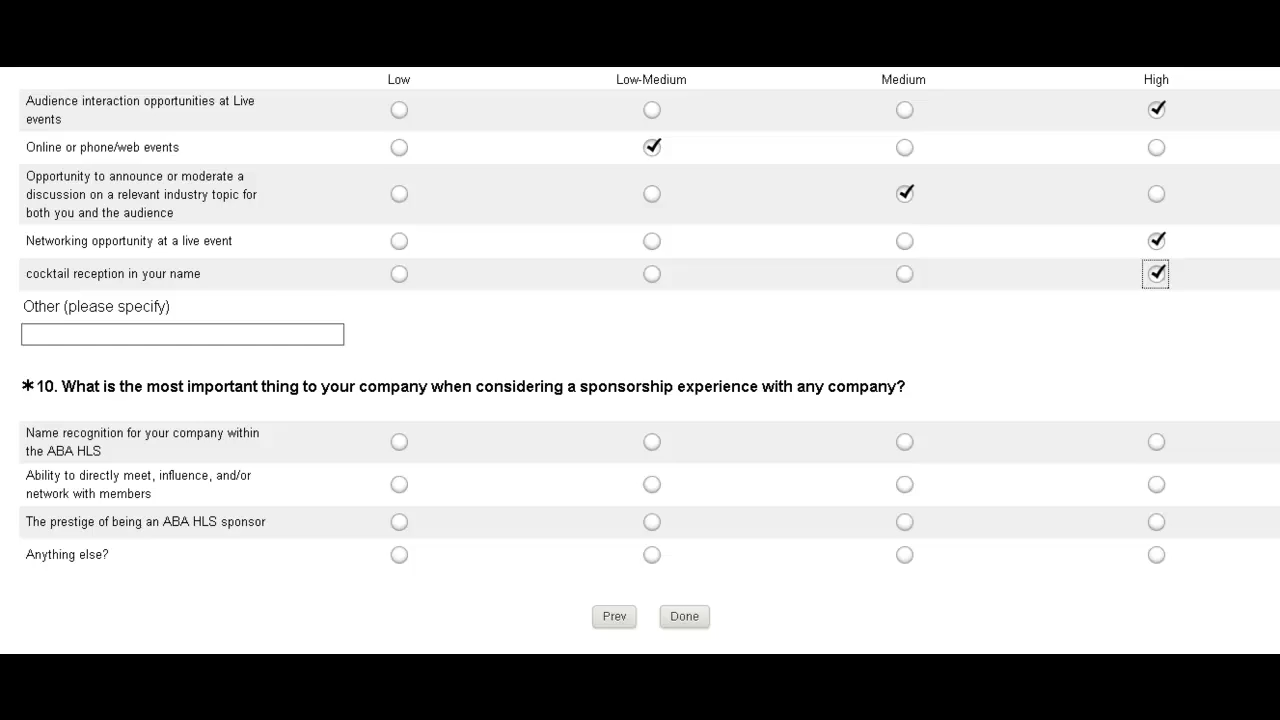 Low Low-Medium Medium High
Audience interaction opportunities at Live
events
Online or phone/web events
Opportunity to announce or moderate a
discussion on a relevant industry topic for
both you and the audience
Networking opportunity at a live event
cocktail reception in your name
Other (please specify)
*10. What is the most important thing to your company when considering a sponsorship experience with any company?
Name recognition for your company within
the ABA HLS
Ability to directly meet, influence, and/or
network with members
The prestige of being an ABA HLS sponsor
Anything else?
Prev Done